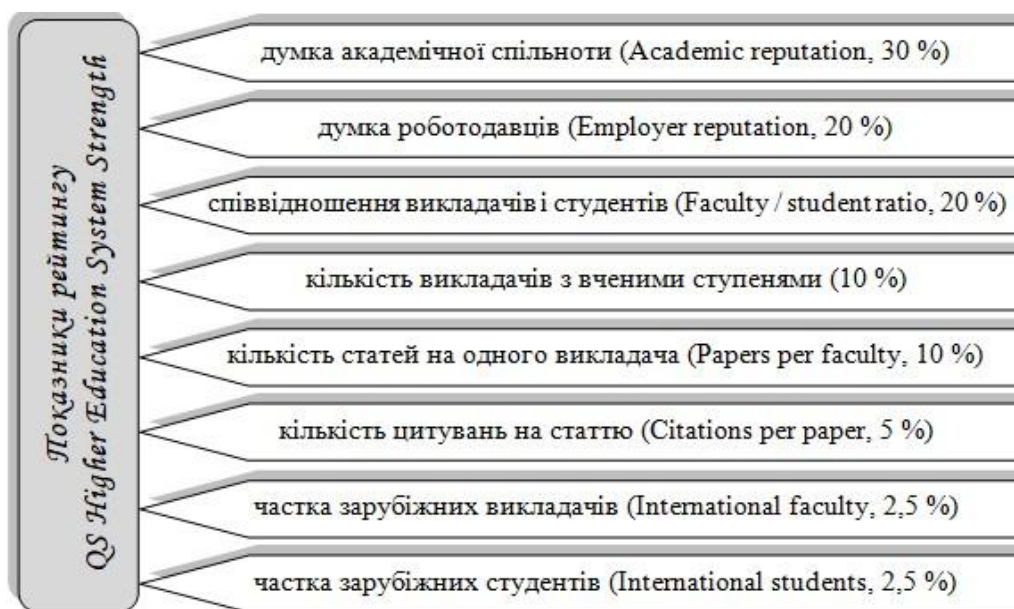 Показники рейтингу
QS Higher Education System Strength
думка академічної спільноти (Academic reputation, 30 %)
думка роботодавців (Employer reputation, 20 %)
співвідношення викладачів і студентів (Faculty / student ratio, 20 %)
кількість викладачів з вченими ступенями (10 %)
кількість статей на одного викладача (Papers per faculty, 10 %)
кількість цитувань на статтю (Citations per paper, 5 %)
частка зарубіжних викладачів (International faculty, 2,5 %)
частка зарубіжних студентів (International students, 2,5 %)